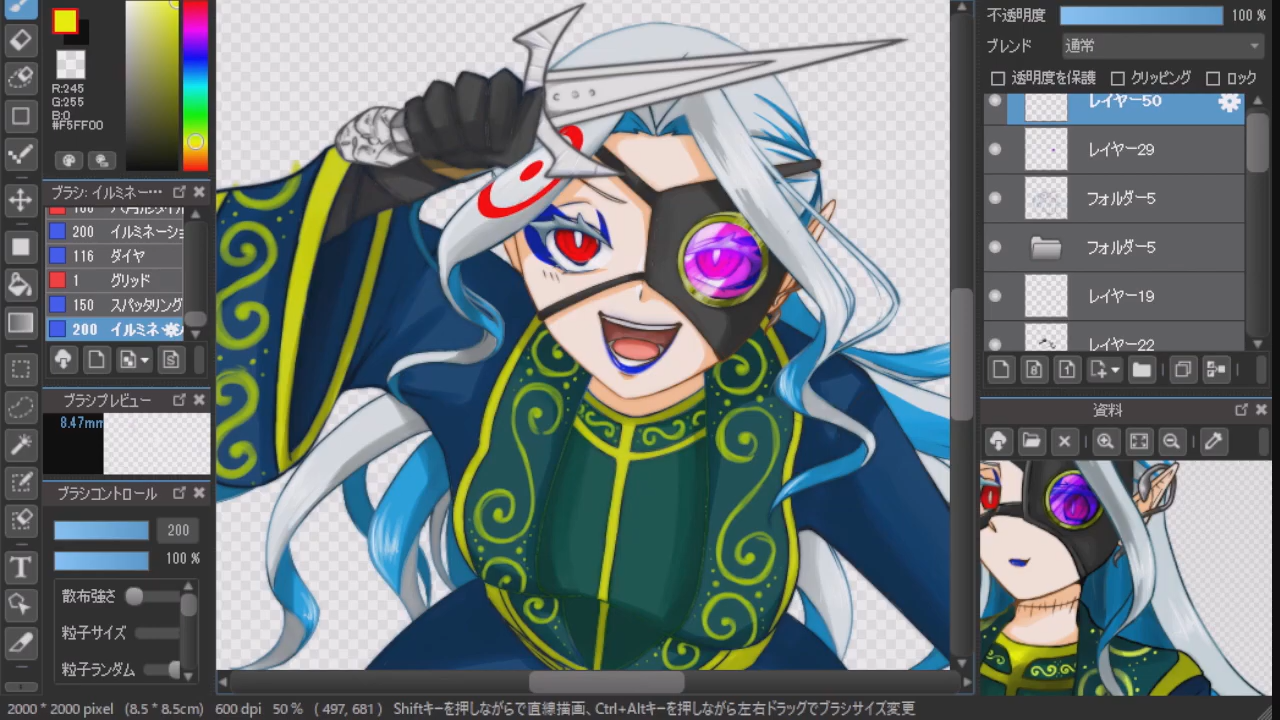 R:245
G:255
B:0
#F5FF00
ブラシ: イルミネー…
200 イルミネーショ
116 ダイヤ
1 グリッド
150 スパッタリング
200 イルミネ
ブラシプレビュー
8.47mm
ブラシコントロール
200
100 %
散布強さ
粒子サイズ
粒子ランダム
不透明度 100 %
ブレンド 通常
透明度を保護 クリッピング ロック
レイヤー50
レイヤー29
フォルダー5
フォルダー5
レイヤー19
レイヤー22
資料
2000 * 2000 pixel (8.5 * 8.5cm) 600 dpi 50 % ( 497, 681 ) Shiftキーを押しながらで直線描画、Ctrl+Altキーを押しながら左右ドラッグでブラシサイズ変更